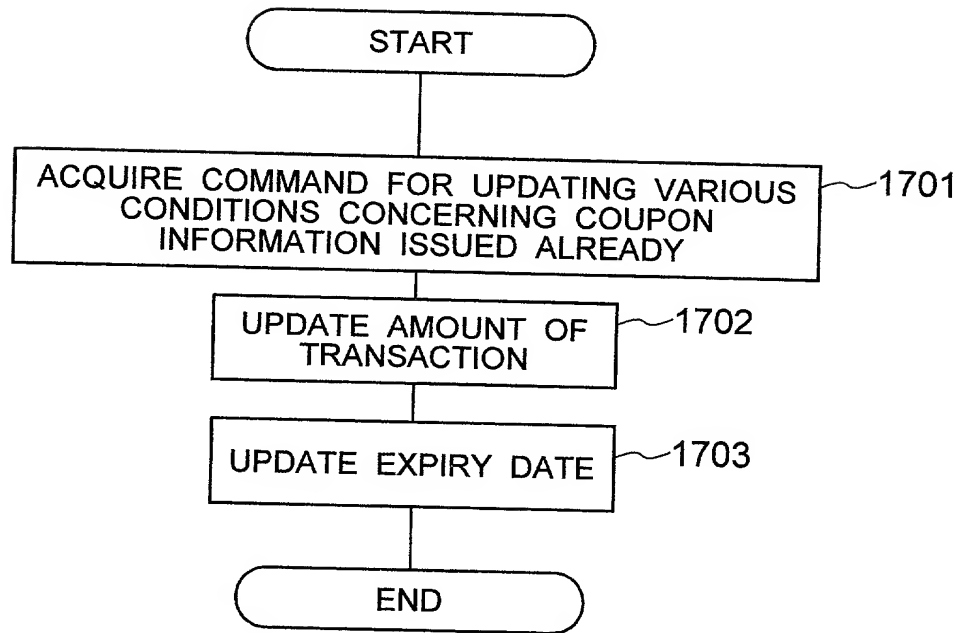 START
ACQUIRE COMMAND FOR UPDATING VARIOUS
CONDITIONS CONCERNING COUPON
INFORMATION ISSUED ALREADY
1701
UPDATE AMOUNT OF
TRANSACTION
1702
UPDATE EXPIRY DATE
1703
END